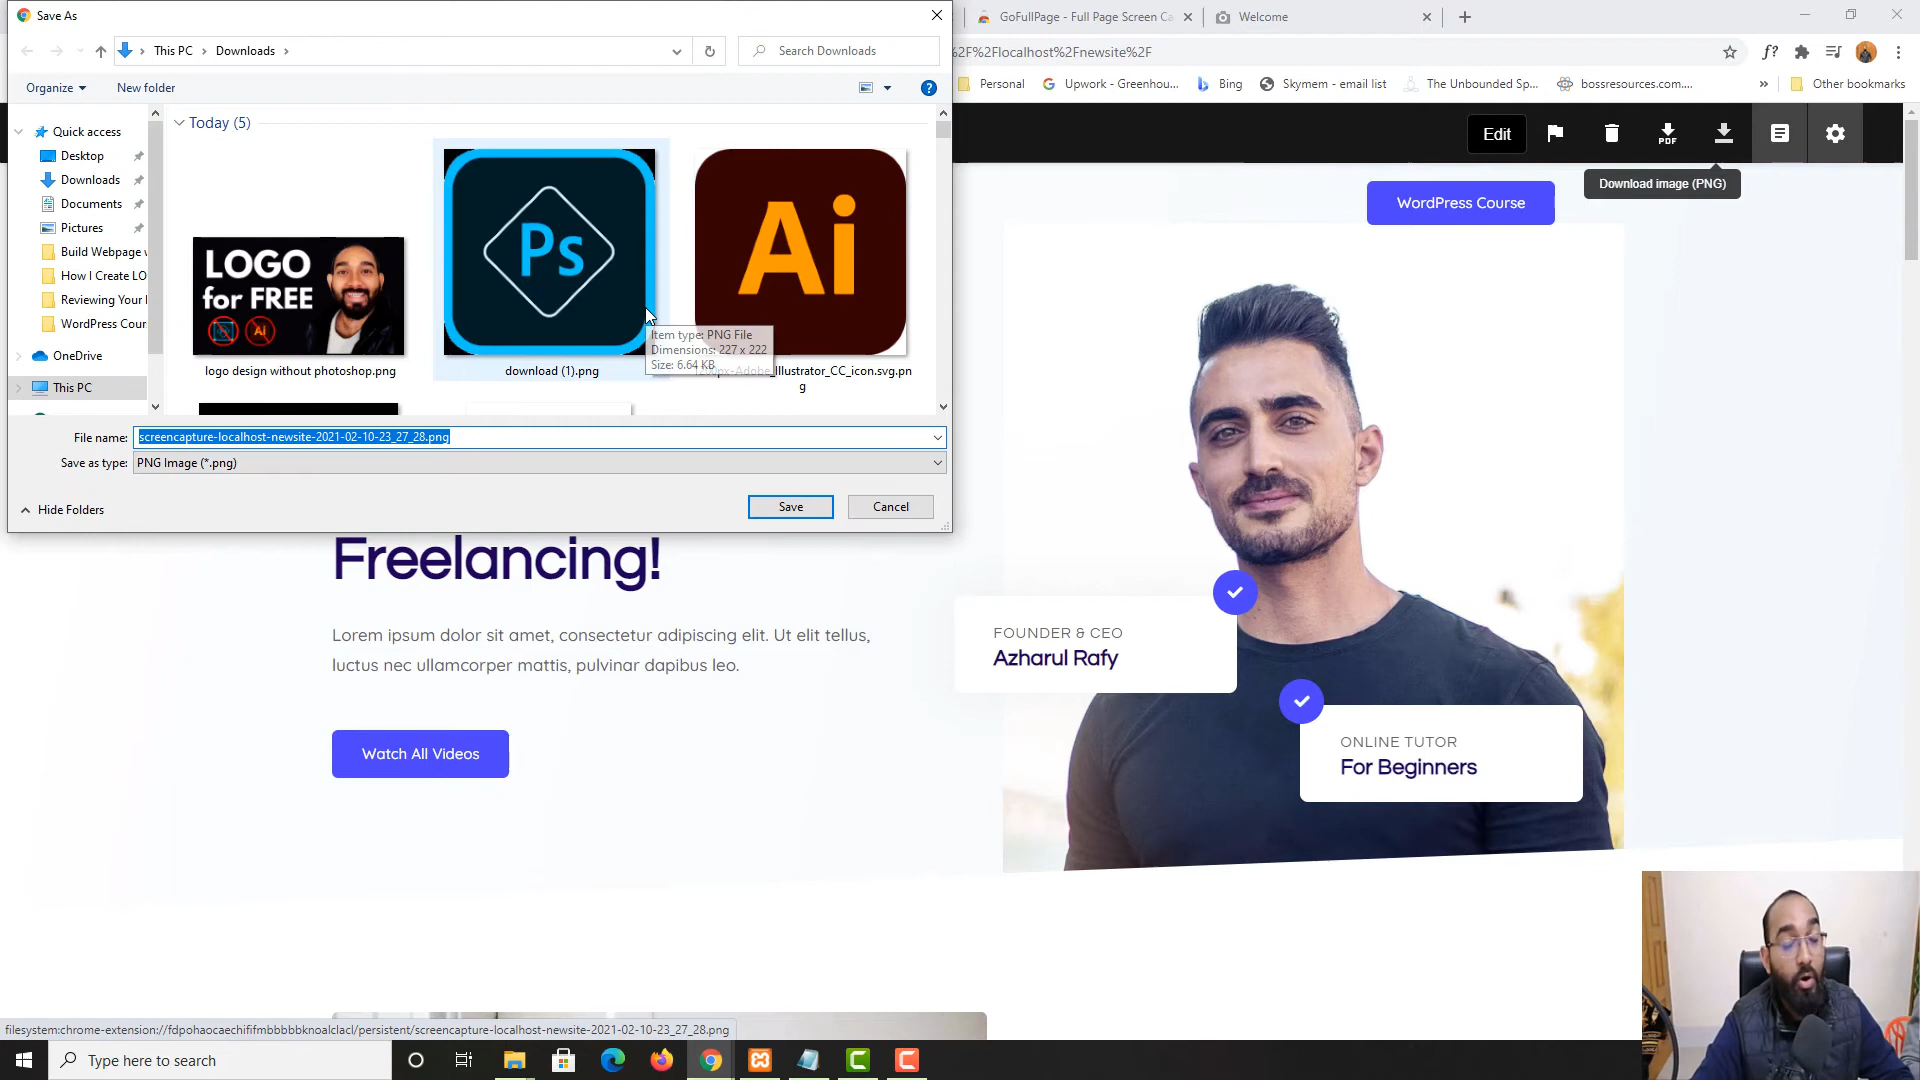 Save As
GoFullPage - Full Page Screen Ca
Welcome
This PC
Downloads
Search Downloads
2F%2Flocalhost%2Fnewsite%2F
f?
Organize
New folder
Personal
Upwork - Greenhou...
Bing
Skymem - email list
The Unbounded Sp...
bossresources.com....
»
Other bookmarks
Quick access
Desktop
Downloads
Documents
Pictures
Build Webpage
How I Create LO
Reviewing Your
WordPress Cour
OneDrive
This PC
Today (5)
LOGO
for FREE
Ai
Ps
Ai
logo design without photoshop.png
download (1).png
Illustrator_CC_icon.svg.pn
g
Item type: PNG File
Dimensions: 227 x 222
Size: 6.64 KB
File name:
screencapture-localhost-newsite-2021-02-10-23_27_28.png
Save as type:
PNG Image (*.png)
Hide Folders
Save
Cancel
Edit
PDF
Download image (PNG)
WordPress Course
Freelancing!
Lorem ipsum dolor sit amet, consectetur adipiscing elit. Ut elit tellus,
luctus nec ullamcorper mattis, pulvinar dapibus leo.
Watch All Videos
FOUNDER & CEO
Azharul Rafy
ONLINE TUTOR
For Beginners
filesystem:chrome-extension://fdpohaocaechififmbbbbbknoalclacl/persistent/screencapture-localhost-newsite-2021-02-10-23_27_28.png
Type here to search